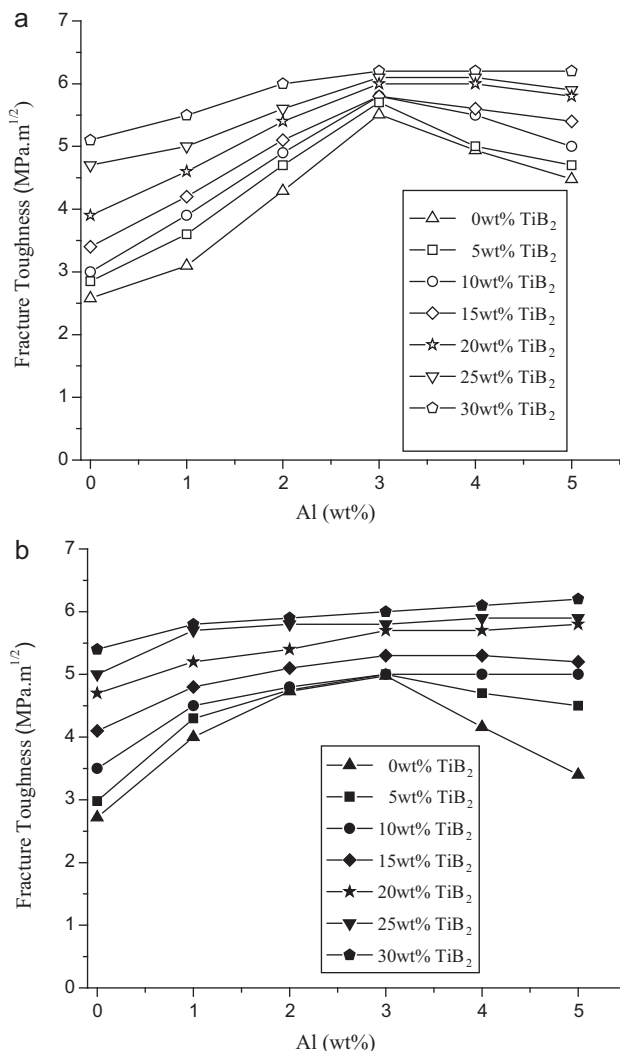 a
7
6
5
4
3
2
1
0
Fracture Toughness (MPa.m^1/2)
0wt% TiB₂
5wt% TiB₂
10wt% TiB₂
15wt% TiB₂
20wt% TiB₂
25wt% TiB₂
30wt% TiB₂
0 1 2 3 4 5
Al (wt%)
b
7
6
5
4
3
2
1
0
Fracture Toughness (MPa.m^1/2)
0wt% TiB₂
5wt% TiB₂
10wt% TiB₂
15wt% TiB₂
20wt% TiB₂
25wt% TiB₂
30wt% TiB₂
0 1 2 3 4 5
Al (wt%)